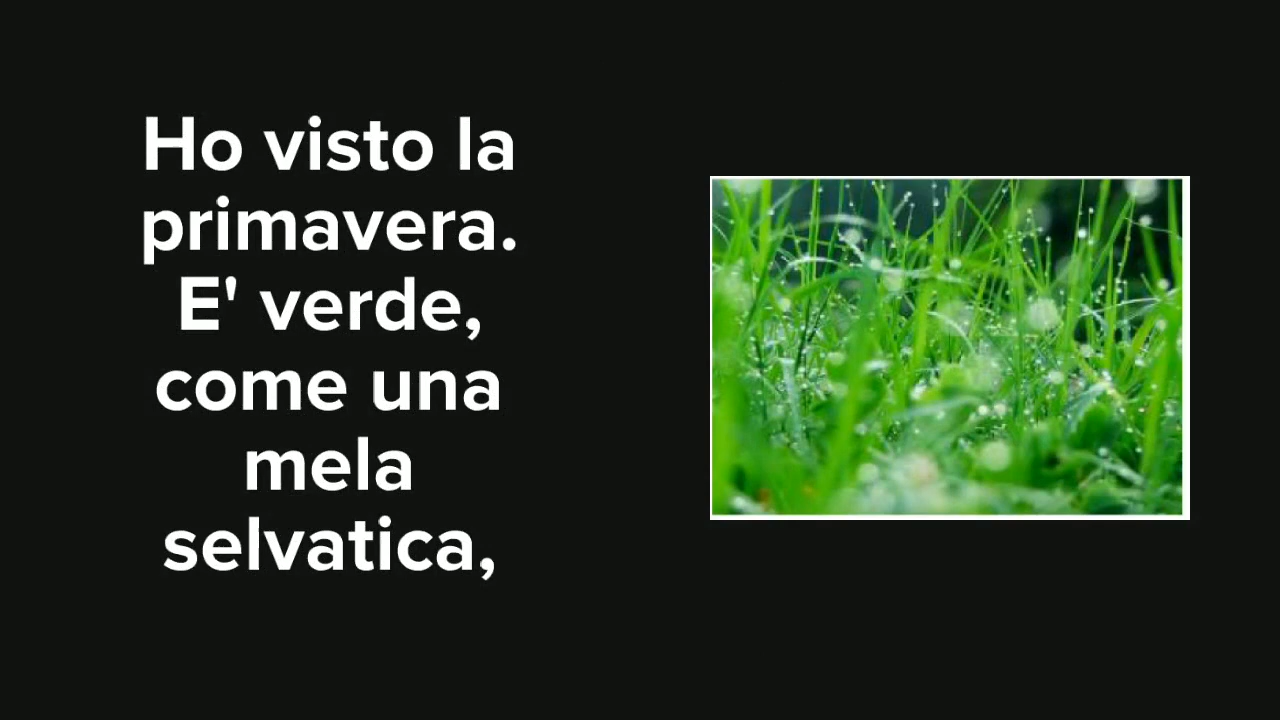 Ho visto la
primavera.
E' verde,
come una
mela
selvatica,